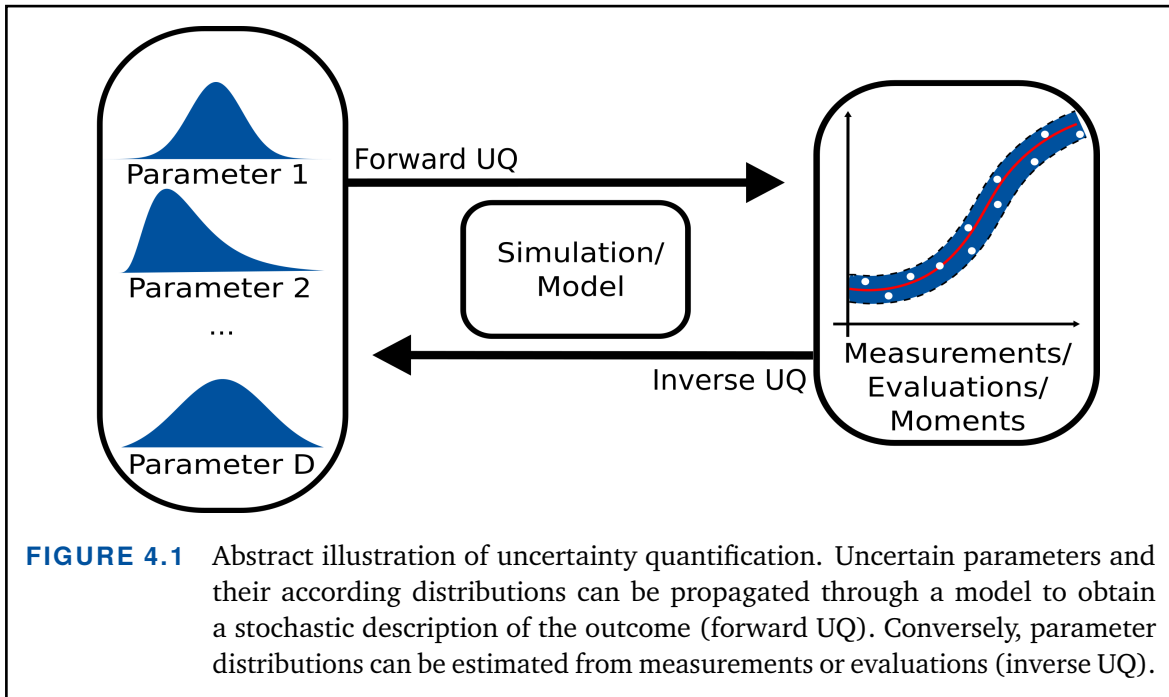 Parameter 1
Parameter 2
...
Parameter D
Forward UQ
Simulation/
Model
Inverse UQ
Measurements/
Evaluations/
Moments
FIGURE 4.1 Abstract illustration of uncertainty quantification. Uncertain parameters and
their according distributions can be propagated through a model to obtain
a stochastic description of the outcome (forward UQ). Conversely, parameter
distributions can be estimated from measurements or evaluations (inverse UQ).